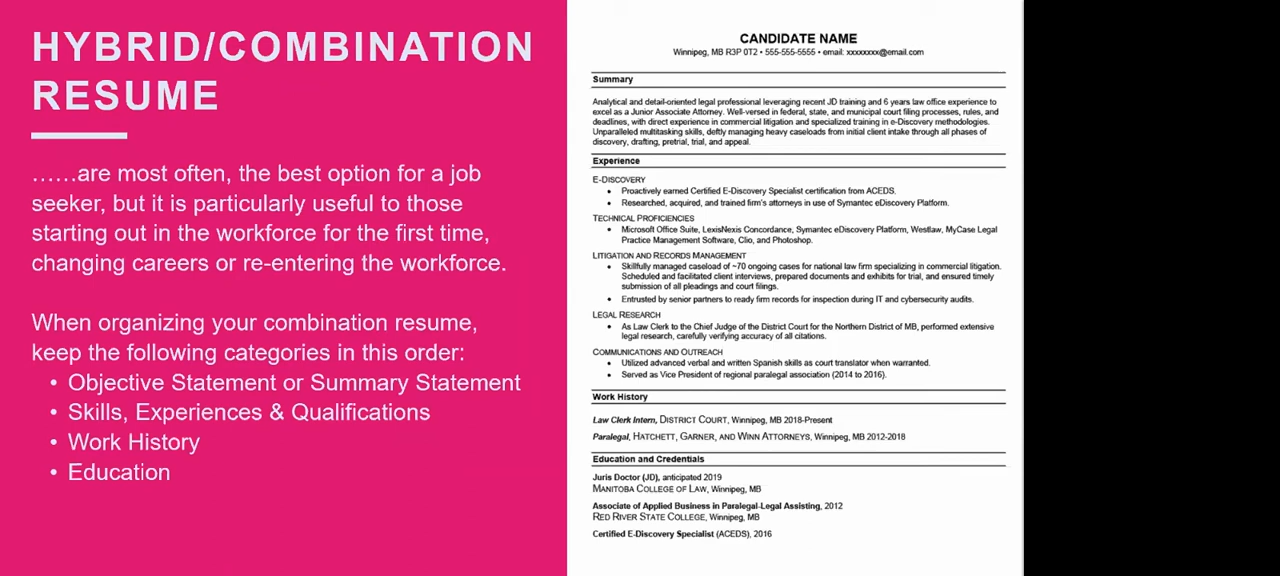 HYBRID/COMBINATION
RESUME
……are most often, the best option for a job
seeker, but it is particularly useful to those
starting out in the workforce for the first time,
changing careers or re-entering the workforce.
When organizing your combination resume,
keep the following categories in this order:
• Objective Statement or Summary Statement
• Skills, Experiences & Qualifications
• Work History
• Education
CANDIDATE NAME
Winnipeg, MB R3P 0T2 • 555-555-5555 • email: xxxxxxxx@email.com
Summary
Analytical and detail-oriented legal professional leveraging recent JD training and 6 years law office experience to
excel as a Junior Associate Attorney. Well-versed in federal, state, and municipal court filing processes, rules, and
deadlines, with direct experience in commercial litigation and specialized training in e-Discovery methodologies.
Unparalleled multitasking skills, deftly managing heavy caseloads from initial client intake through all phases of
discovery, drafting, pretrial, trial, and appeal.
Experience
E-DISCOVERY
• Proactively earned Certified E-Discovery Specialist certification from ACEDS.
• Researched, acquired, and trained firm's attorneys in use of Symantec eDiscovery Platform.
TECHNICAL PROFICIENCIES
• Microsoft Office Suite, LexisNexis Concordance, Symantec eDiscovery Platform, Westlaw, MyCase Legal
Practice Management Software, Clio, and Photoshop.
LITIGATION AND RECORDS MANAGEMENT
• Skillfully managed caseload of ~70 ongoing cases for national law firm specializing in commercial litigation.
Scheduled and facilitated client interviews, prepared documents and exhibits for trial, and ensured timely
submission of all pleadings and court filings.
• Entrusted by senior partners to ready firm records for inspection during IT and cybersecurity audits.
LEGAL RESEARCH
• As Law Clerk to the Chief Judge of the District Court for the Northern District of MB, performed extensive
legal research, carefully verifying accuracy of all citations.
COMMUNICATIONS AND OUTREACH
• Utilized advanced verbal and written Spanish skills as court translator when warranted.
• Served as Vice President of regional paralegal association (2014 to 2016).
Work History
Law Clerk Intern, DISTRICT COURT, Winnipeg, MB 2018-Present
Paralegal, HATCHETT, GARNER, AND WINN ATTORNEYS, Winnipeg, MB 2012-2018
Education and Credentials
Juris Doctor (JD), anticipated 2019
MANITOBA COLLEGE OF LAW, Winnipeg, MB
Associate of Applied Business in Paralegal-Legal Assisting, 2012
RED RIVER STATE COLLEGE, Winnipeg, MB
Certified E-Discovery Specialist (ACEDS), 2016